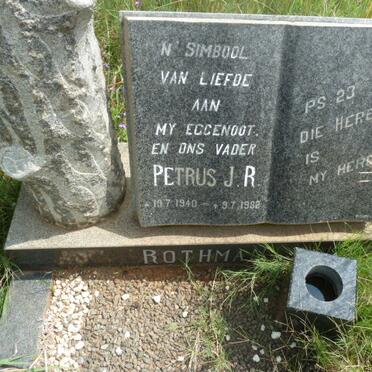 'N SIMBOOL
VAN LIEFDE
AAN
MY EGGENOOT.
EN ONS VADER
PETRUS J.R.
*19.7.1940 - †9.7.1982
PS 23
DIE HERE
IS
MY HER
ROTHMA